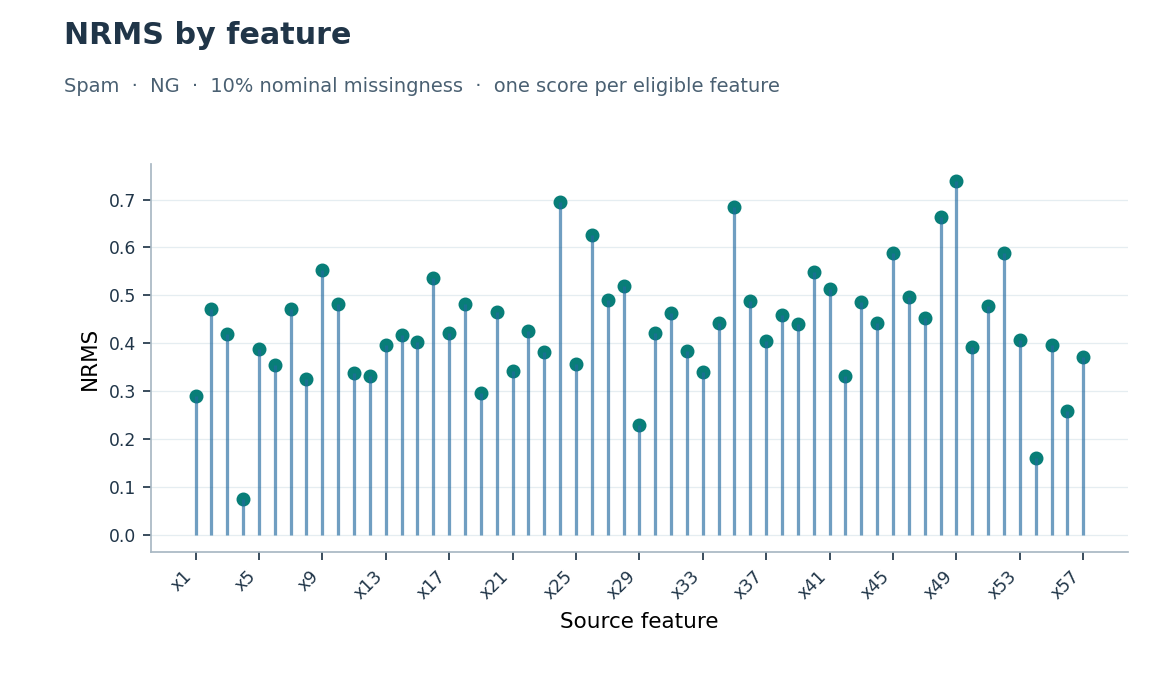 NRMS by feature
Spam · NG · 10% nominal missingness · one score per eligible feature
NRMS
0.7
0.6
0.5
0.4
0.3
0.2
0.1
0.0
x1 x5 x9 x13 x17 x21 x25 x29 x33 x37 x41 x45 x49 x53 x57
Source feature